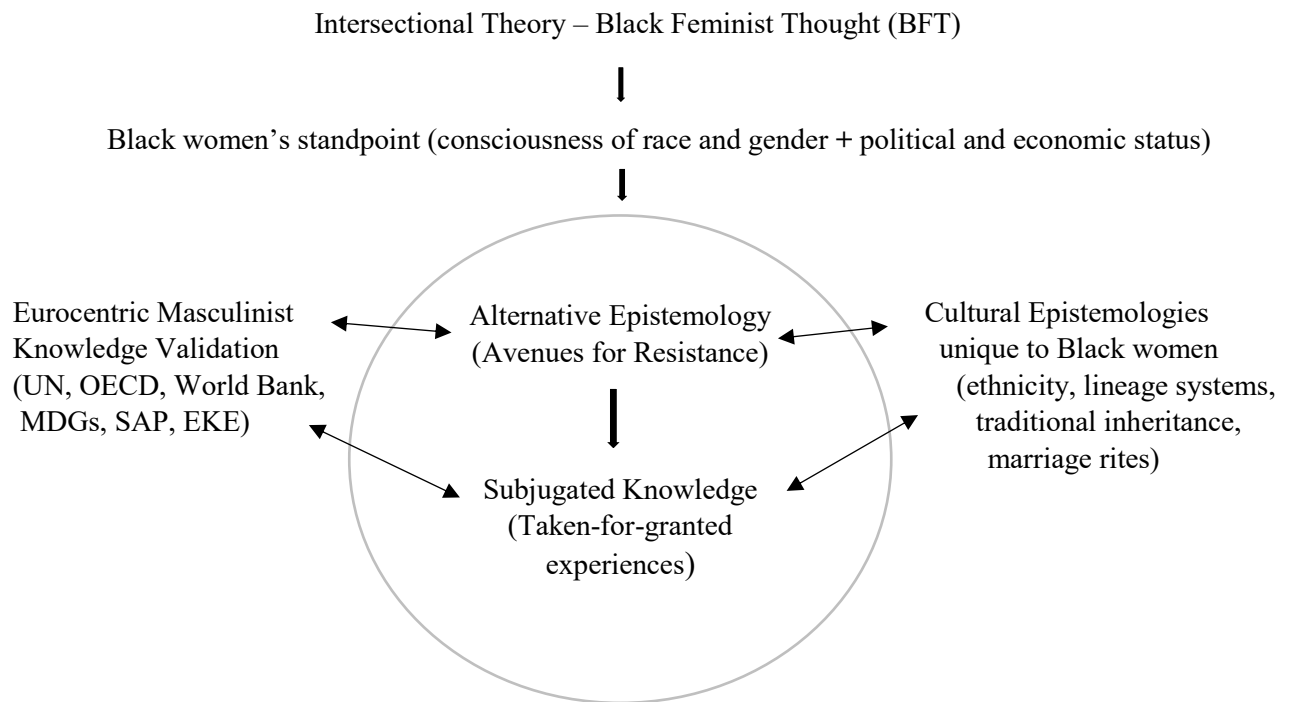 Intersectional Theory – Black Feminist Thought (BFT)
Black women’s standpoint (consciousness of race and gender + political and economic status)
Eurocentric Masculinist
Knowledge Validation
(UN, OECD, World Bank,
MDGs, SAP, EKE)
Alternative Epistemology
(Avenues for Resistance)
Subjugated Knowledge
(Taken-for-granted
experiences)
Cultural Epistemologies
unique to Black women
(ethnicity, lineage systems,
traditional inheritance,
marriage rites)